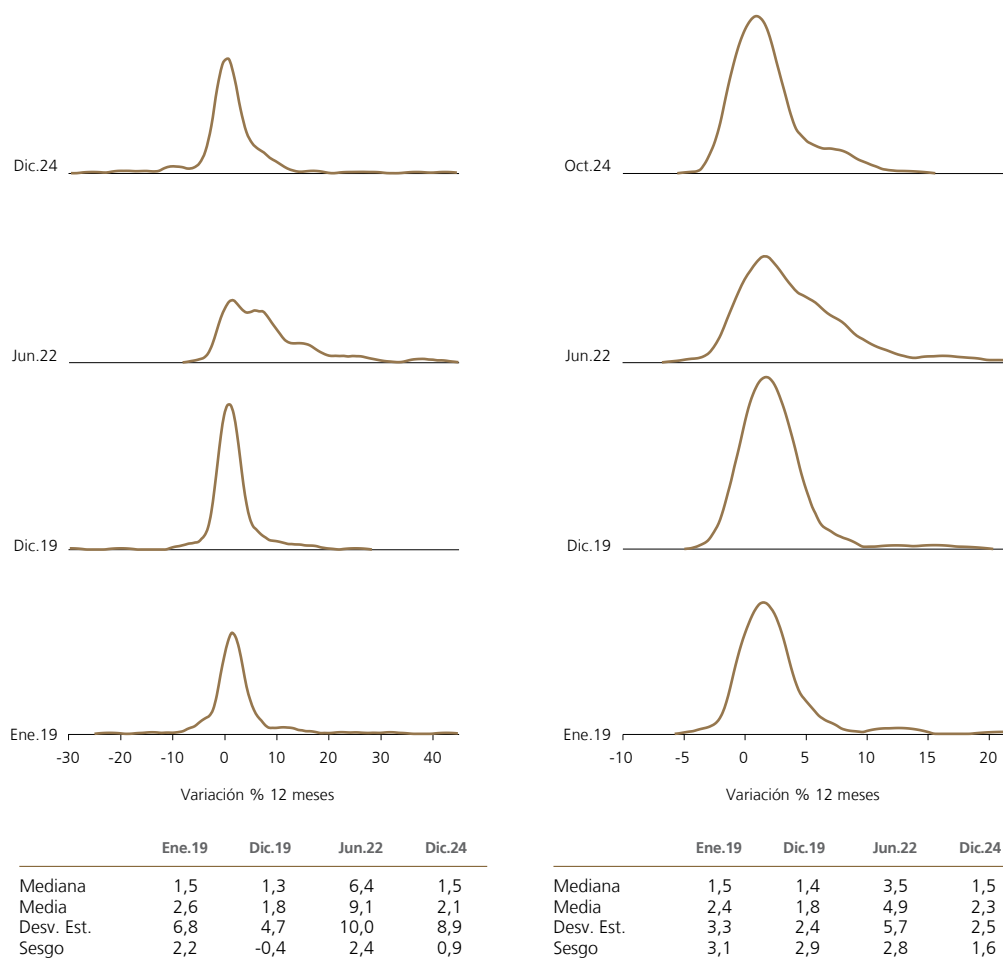 Dic.24
Jun.22
Dic.19
Ene.19
-30 -20 -10 0 10 20 30 40
Variación % 12 meses
Ene.19 Dic.19 Jun.22 Dic.24
Mediana 1,5 1,3 6,4 1,5
Media 2,6 1,8 9,1 2,1
Desv. Est. 6,8 4,7 10,0 8,9
Sesgo 2,2 -0,4 2,4 0,9
Oct.24
Jun.22
Dic.19
Ene.19
-10 -5 0 5 10 15 20
Variación % 12 meses
Ene.19 Dic.19 Jun.22 Dic.24
Mediana 1,5 1,4 3,5 1,5
Media 2,4 1,8 4,9 2,3
Desv. Est. 3,3 2,4 5,7 2,5
Sesgo 3,1 2,9 2,8 1,6